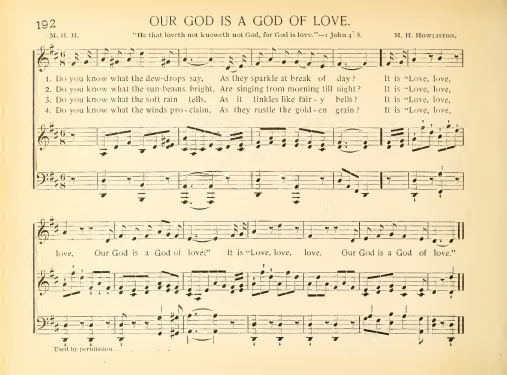 192
OUR GOD IS A GOD OF LOVE.
M. H. H. "He that loveth not knoweth not God, for God is love."—1 John 4: 8. M. H. HOWLISTON.
1. Do you know what the dew-drops say, As they sparkle at break of day? It is "Love, love,
2. Do you know what the sun-beams bright, Are singing from morning till night? It is "Love, love,
3. Do you know what the soft rain tells, As it tinkles like fair-y bells? It is "Love, love,
4. Do you know what the winds pro-claim, As they rustle the gold-en grain? It is "Love, love,
love, Our God is a God of love;" It is "Love, love, love, Our God is a God of love."
Used by permission